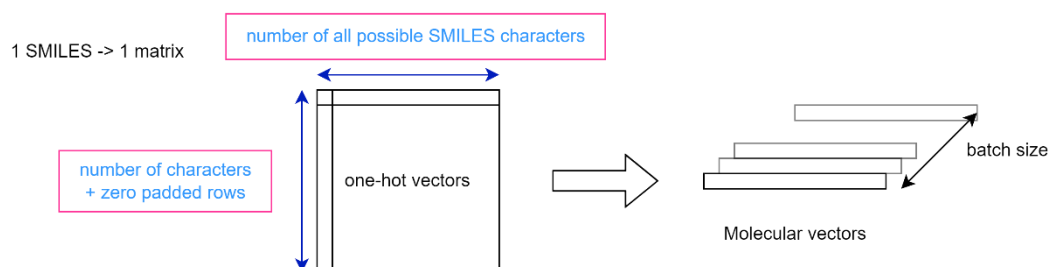 number of all possible SMILES characters
1 SMILES -> 1 matrix
number of characters
+ zero padded rows
one-hot vectors
batch size
Molecular vectors